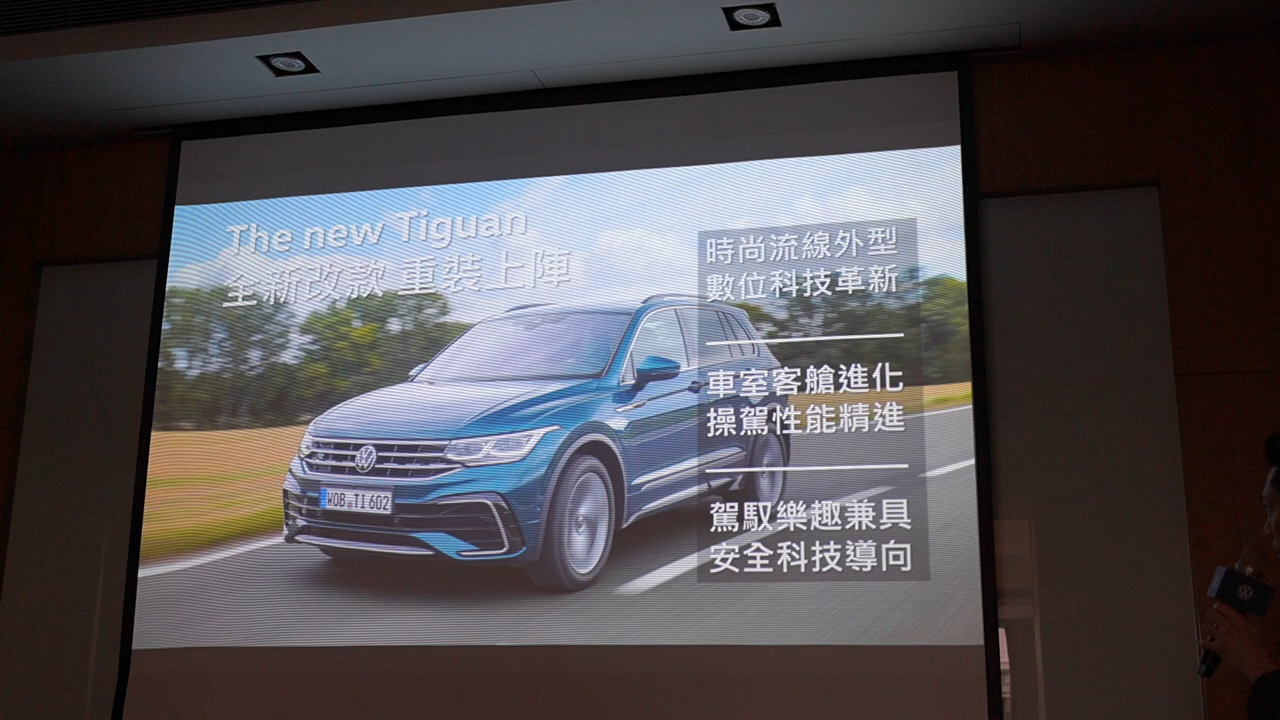 The new Tiguan
全新改款 重裝上陣
時尚流線外型
數位科技革新
車室客艙進化
操駕性能精進
駕馭樂趣兼具
安全科技導向
WOB TI 602